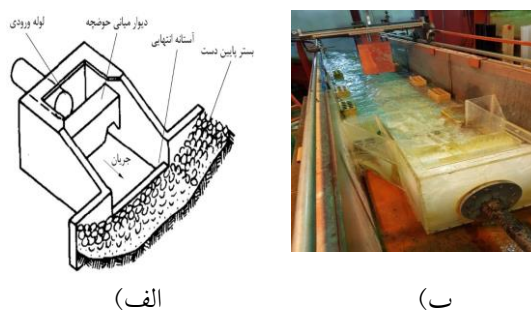 لوله ورودی
دیوار میانی حوضچه
آستانه انتهایی
بستر پایین دست
جریان
الف)
ب)